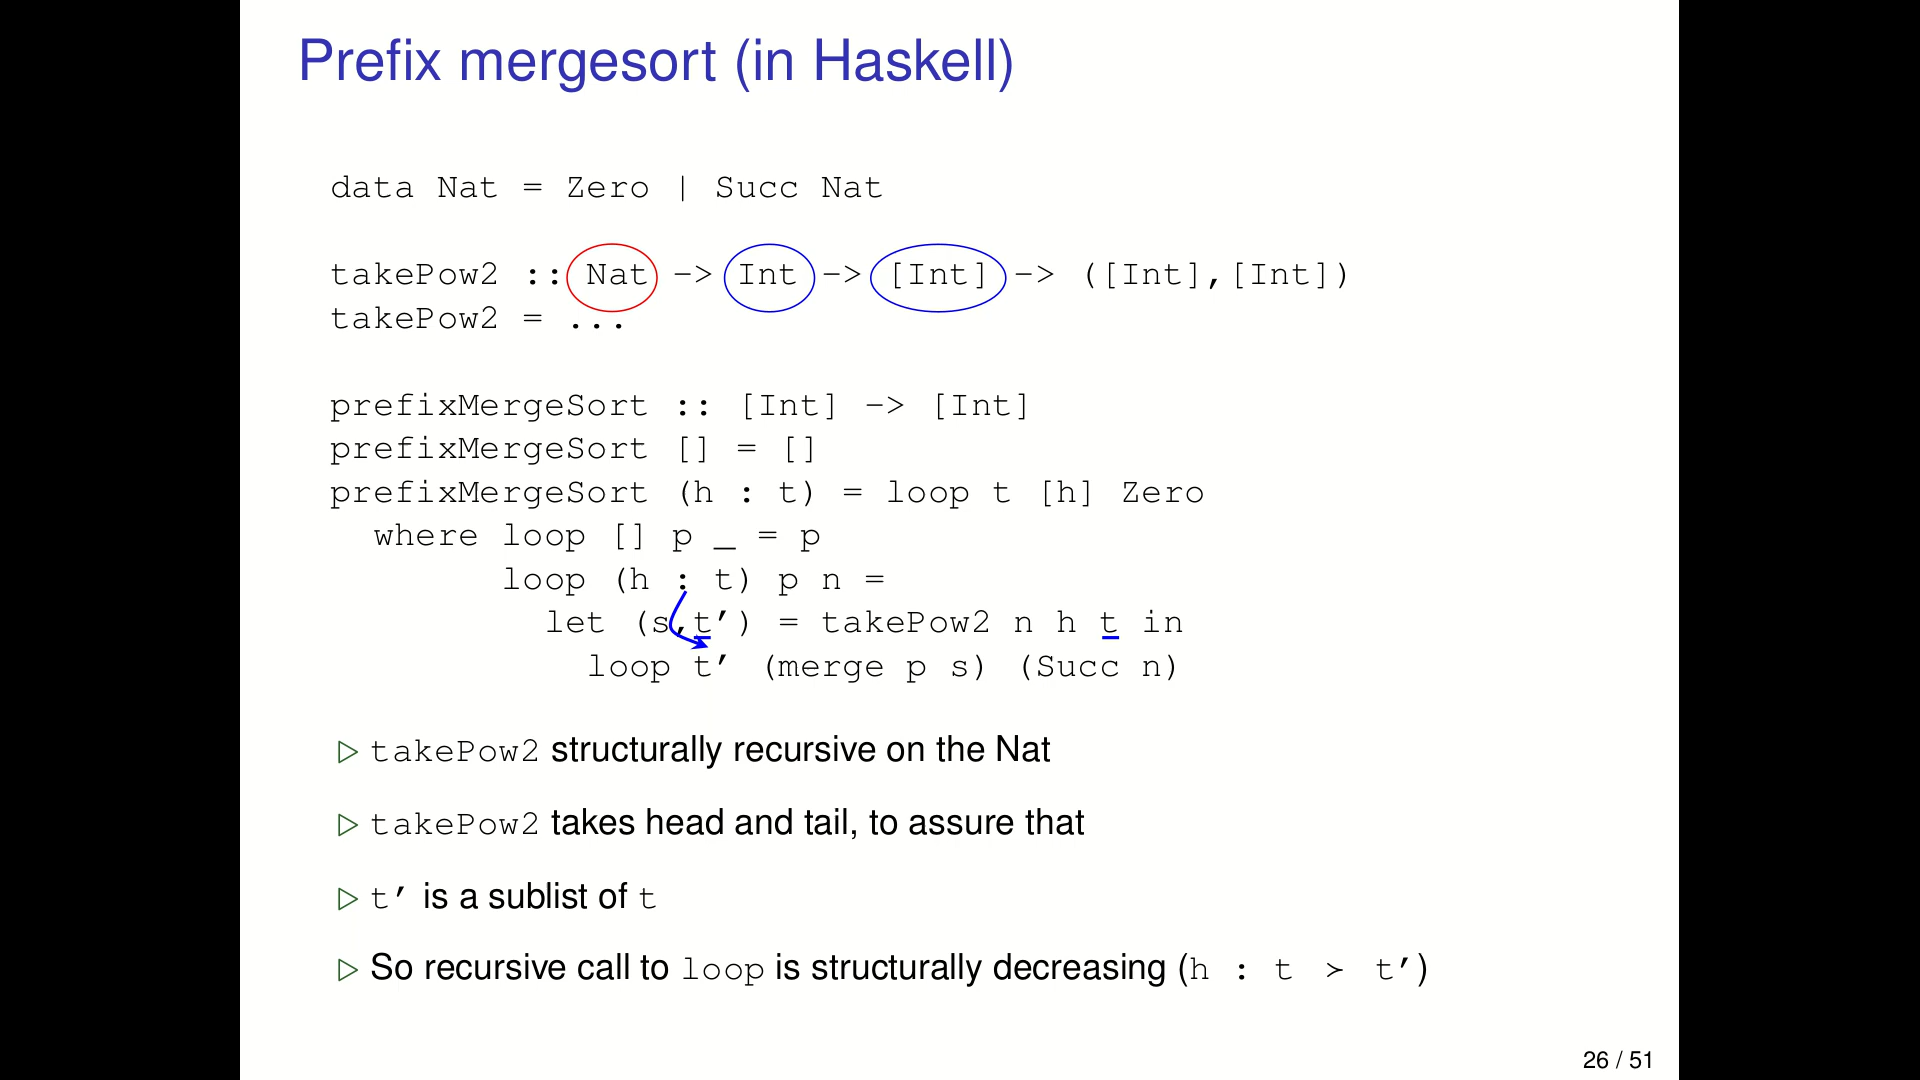 Prefix mergesort (in Haskell)
data Nat = Zero | Succ Nat
takePow2 :: Nat -> Int -> [Int] -> ([Int],[Int])
takePow2 = ...
prefixMergeSort :: [Int] -> [Int]
prefixMergeSort [] = []
prefixMergeSort (h : t) = loop t [h] Zero
where loop [] p _ = p
loop (h : t) p n =
let (s,t′) = takePow2 n h t in
loop t′ (merge p s) (Succ n)
▷ takePow2 structurally recursive on the Nat
▷ takePow2 takes head and tail, to assure that
▷ t′ is a sublist of t
▷ So recursive call to loop is structurally decreasing (h : t ≻ t′)
26 / 51